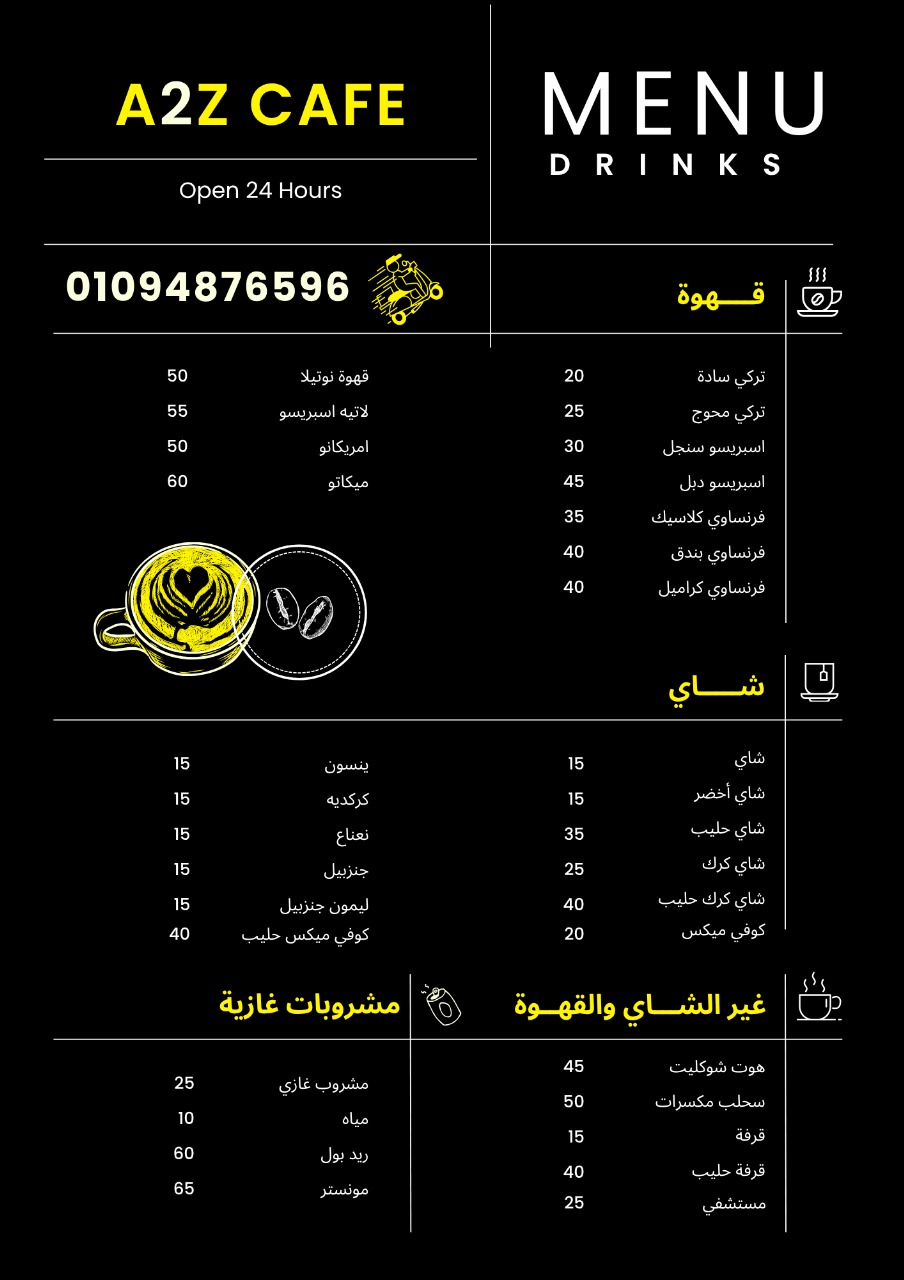 A2Z CAFE
Open 24 Hours
MENU
DRINKS
01094876596
قـــهوة
تركي سادة 20
تركي محوج 25
اسبريسو سنجل 30
اسبريسو دبل 45
فرنساوي كلاسيك 35
فرنساوي بندق 40
فرنساوي كراميل 40
قهوة نوتيلا 50
لاتيه اسبريسو 55
امريكانو 50
ميكاتو 60
شـــــاي
شاي 15
شاي أخضر 15
شاي حليب 35
شاي كرك 25
شاي كرك حليب 40
كوفي ميكس 20
ينسون 15
كركديه 15
نعناع 15
جنزبيل 15
ليمون جنزبيل 15
كوفي ميكس حليب 40
غير الشـــاي والقهــوة
هوت شوكليت 45
سحلب مكسرات 50
قرفة 15
قرفة حليب 40
مستشفي 25
مشروبات غازية
مشروب غازي 25
مياه 10
ريد بول 60
مونستر 65